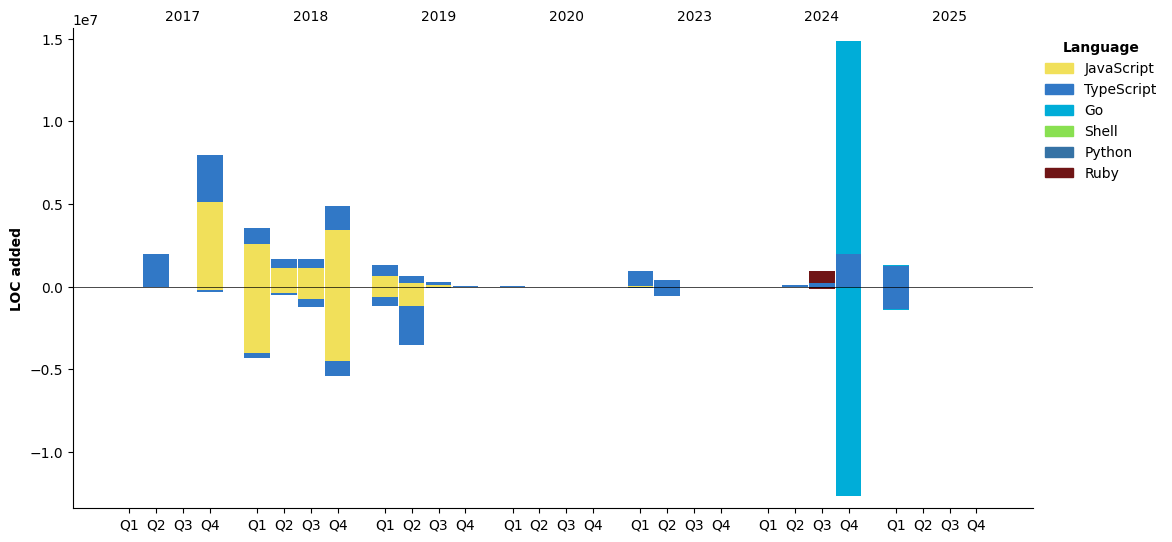 1e7
2017 2018 2019 2020 2023 2024 2025
1.5
1.0
0.5
0.0
−0.5
−1.0
LOC added
Q1 Q2 Q3 Q4 Q1 Q2 Q3 Q4 Q1 Q2 Q3 Q4 Q1 Q2 Q3 Q4 Q1 Q2 Q3 Q4 Q1 Q2 Q3 Q4 Q1 Q2 Q3 Q4
Language
JavaScript
TypeScript
Go
Shell
Python
Ruby